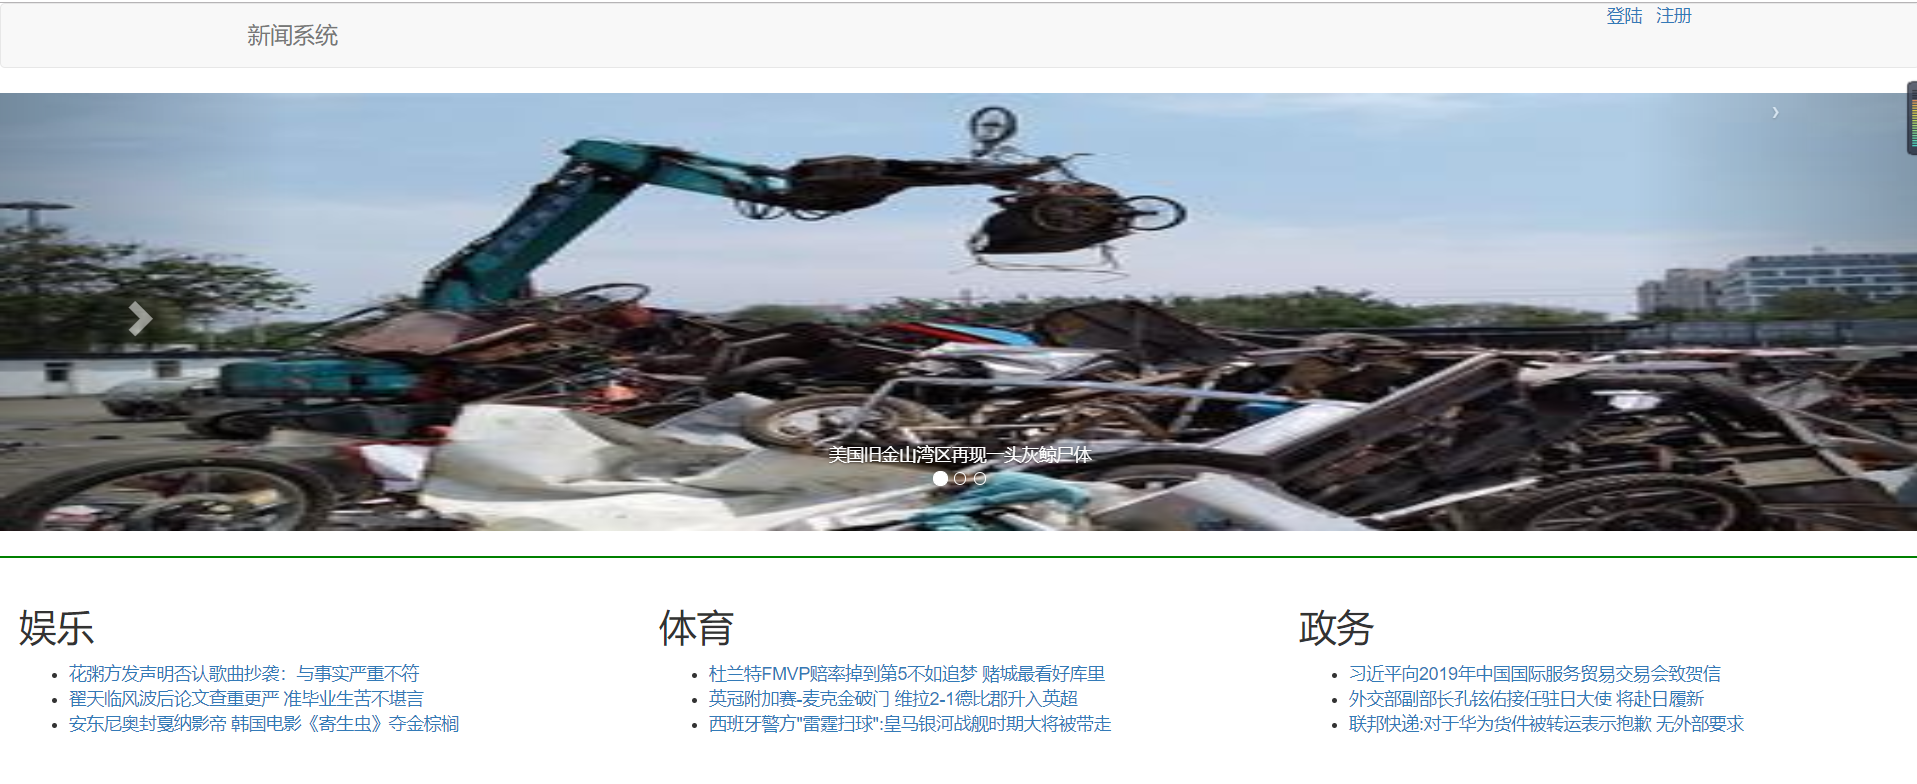 新闻系统
登陆 注册
美国旧金山湾区再现一头灰鲸尸体
娱乐
花粥方发声明否认歌曲抄袭：与事实严重不符
翟天临风波后论文查重更严 准毕业生苦不堪言
安东尼奥封戛纳影帝 韩国电影《寄生虫》夺金棕榈
体育
杜兰特FMVP赔率掉到第5不如追梦 赌城最看好库里
英冠附加赛-麦克金破门 维拉2-1德比郡升入英超
西班牙警方"雷霆扫球":皇马银河战舰时期大将被带走
政务
习近平向2019年中国国际服务贸易交易会致贺信
外交部副部长孔铉佑接任驻日大使 将赴日履新
联邦快递:对于华为货件被转运表示抱歉 无外部要求